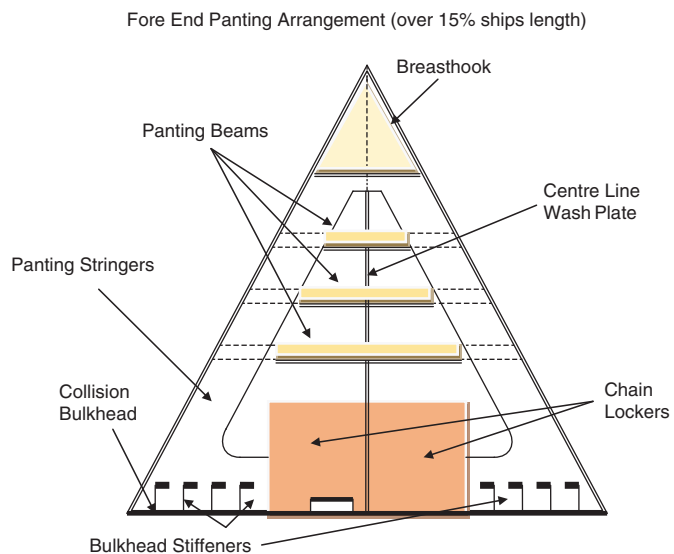 Fore End Panting Arrangement (over 15% ships length)
Breasthook
Panting Beams
Centre Line
Wash Plate
Panting Stringers
Collision
Bulkhead
Chain
Lockers
Bulkhead Stiffeners